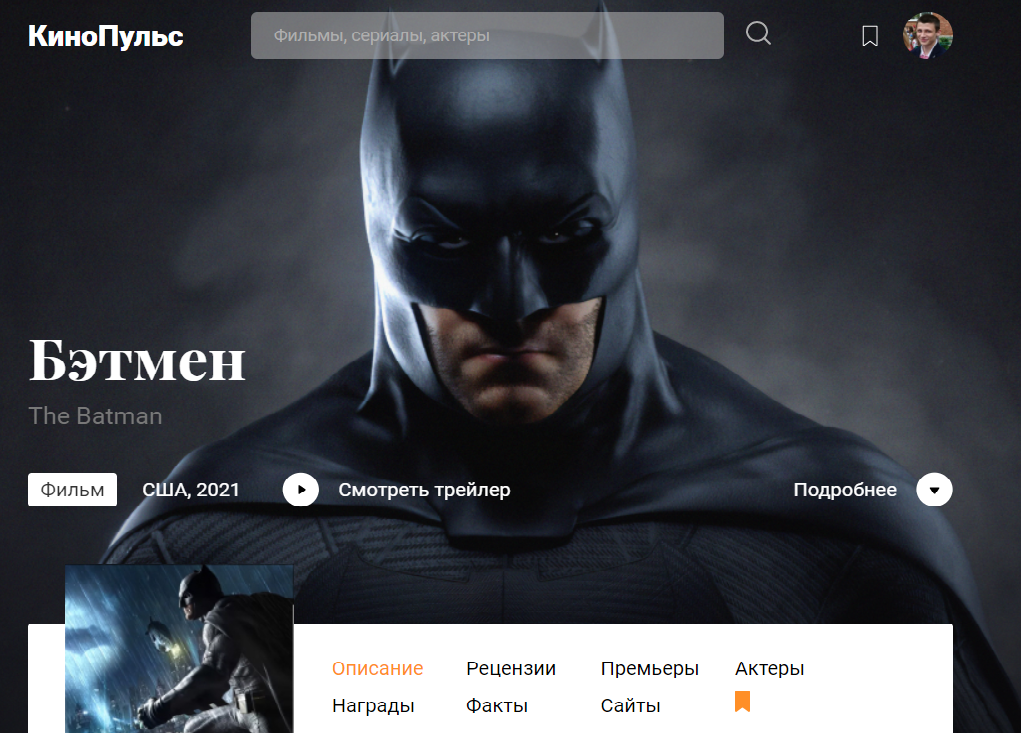 КиноПульс
Фильмы, сериалы, актеры
Бэтмен
The Batman
Фильм
США, 2021
Смотреть трейлер
Подробнее
Описание Рецензии Премьеры Актеры
Награды Факты Сайты